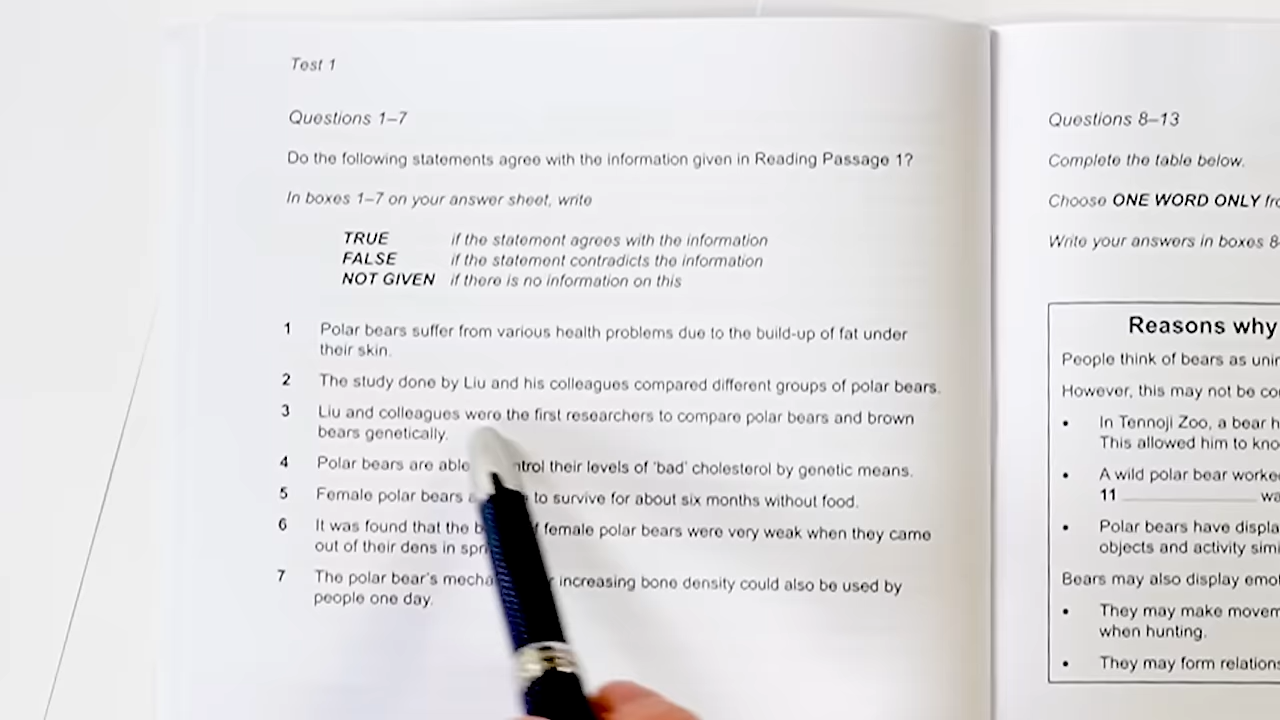 Test 1
Questions 1–7
Do the following statements agree with the information given in Reading Passage 1?
In boxes 1–7 on your answer sheet, write
TRUE if the statement agrees with the information
FALSE if the statement contradicts the information
NOT GIVEN if there is no information on this
1 Polar bears suffer from various health problems due to the build-up of fat under
their skin.
2 The study done by Liu and his colleagues compared different groups of polar bears.
3 Liu and colleagues were the first researchers to compare polar bears and brown
bears genetically.
4 Polar bears are able their levels of 'bad' cholesterol by genetic means.
5 Female polar bears to survive for about six months without food.
6 It was found that the female polar bears were very weak when they came
out of their dens in
7 The polar bear's increasing bone density could also be used by
people one day.
Questions 8–13
Complete the table below.
Choose ONE WORD ONLY
Write your answers in boxes
Reasons why
People think of bears as
However, this may not be
• In Tennoji Zoo, a bear
This allowed him to
• A wild polar bear
11
• Polar bears have
objects and activity
Bears may also display
• They may make
when hunting.
• They may form